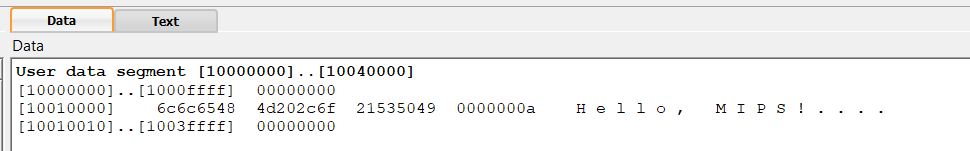 Data Text
Data
User data segment [10000000]..[10040000]
[10000000]..[1000ffff] 00000000
[10010000] 6c6c6548 4d202c6f 21535049 0000000a H e l l o , M I P S ! . . . .
[10010010]..[1003ffff] 00000000